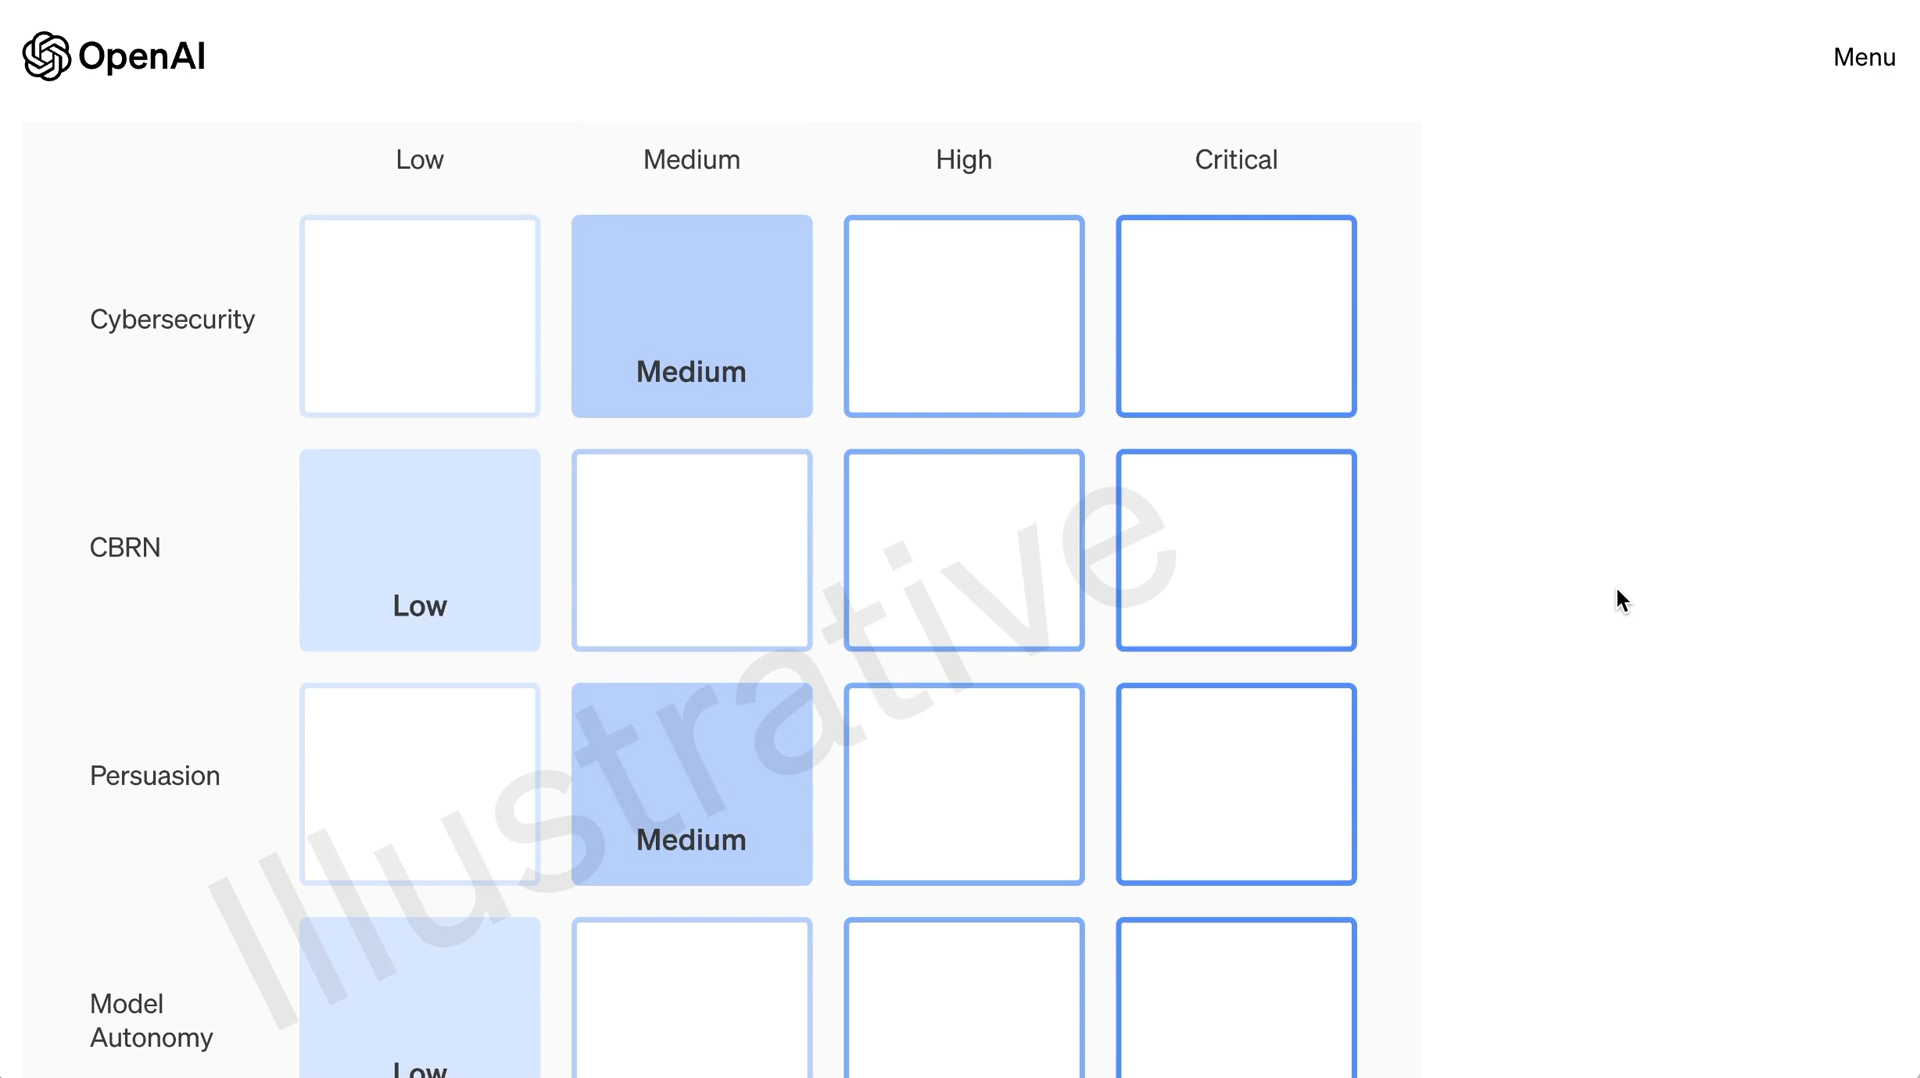 OpenAI
Menu
Low Medium High Critical
Cybersecurity
Medium
CBRN
Low
Persuasion
Medium
Illustrative
Model
Autonomy
Low